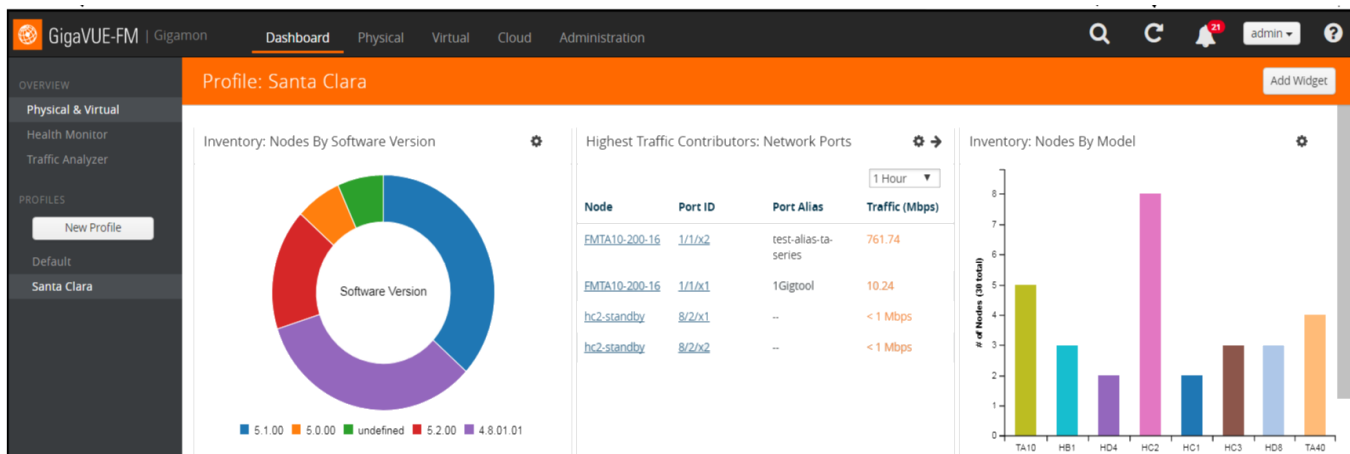 GigaVUE-FM | Gigamon
Dashboard
Physical
Virtual
Cloud
Administration
21
admin
?
OVERVIEW
Physical & Virtual
Health Monitor
Traffic Analyzer
PROFILES
New Profile
Default
Santa Clara
Profile: Santa Clara
Add Widget
Inventory: Nodes By Software Version
Software Version
5.1.00 5.0.00 undefined 5.2.00 4.8.01.01
Highest Traffic Contributors: Network Ports
1 Hour
Node Port ID Port Alias Traffic (Mbps)
FMTA10-200-16 1/1/x2 test-alias-ta- 761.74
series
FMTA10-200-16 1/1/x1 1Gigtool 10.24
hc2-standby 8/2/x1 -- < 1 Mbps
hc2-standby 8/2/x2 -- < 1 Mbps
Inventory: Nodes By Model
# of Nodes (30 total)
8
7
6
5
4
3
2
1
0
TA10 HB1 HD4 HC2 HC1 HC3 HD8 TA40